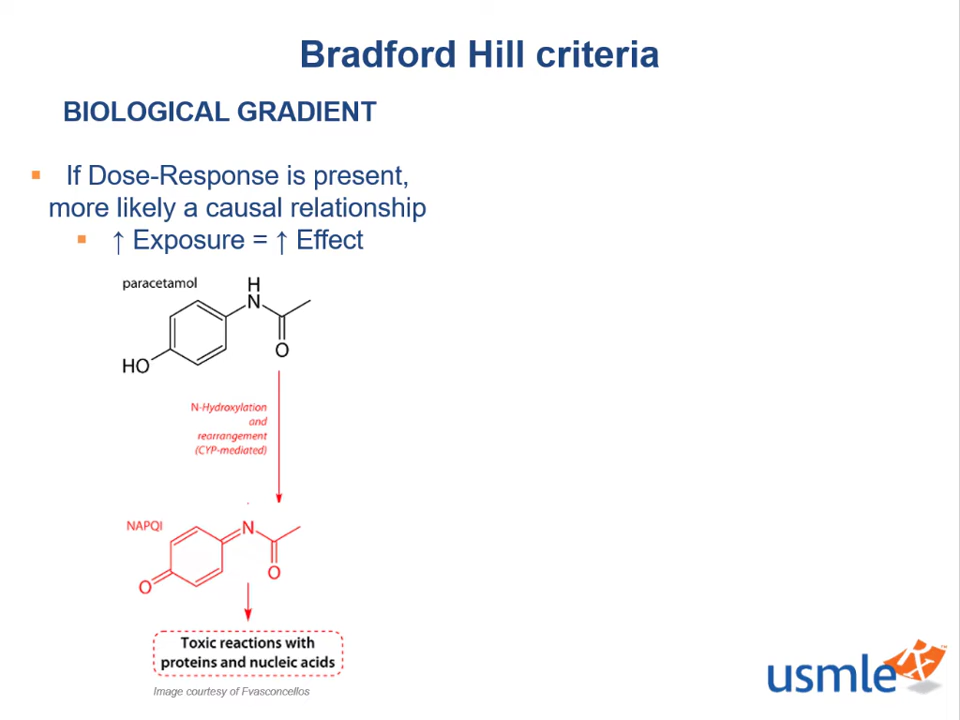 Bradford Hill criteria
BIOLOGICAL GRADIENT
▪ If Dose-Response is present,
more likely a causal relationship
▪ ↑ Exposure = ↑ Effect
paracetamol
H
N
O
HO
N-Hydroxylation
and
rearrangement
(CYP-mediated)
NAPQI
N
O
O
Toxic reactions with
proteins and nucleic acids
Image courtesy of Fvasconcellos
usmle Rx